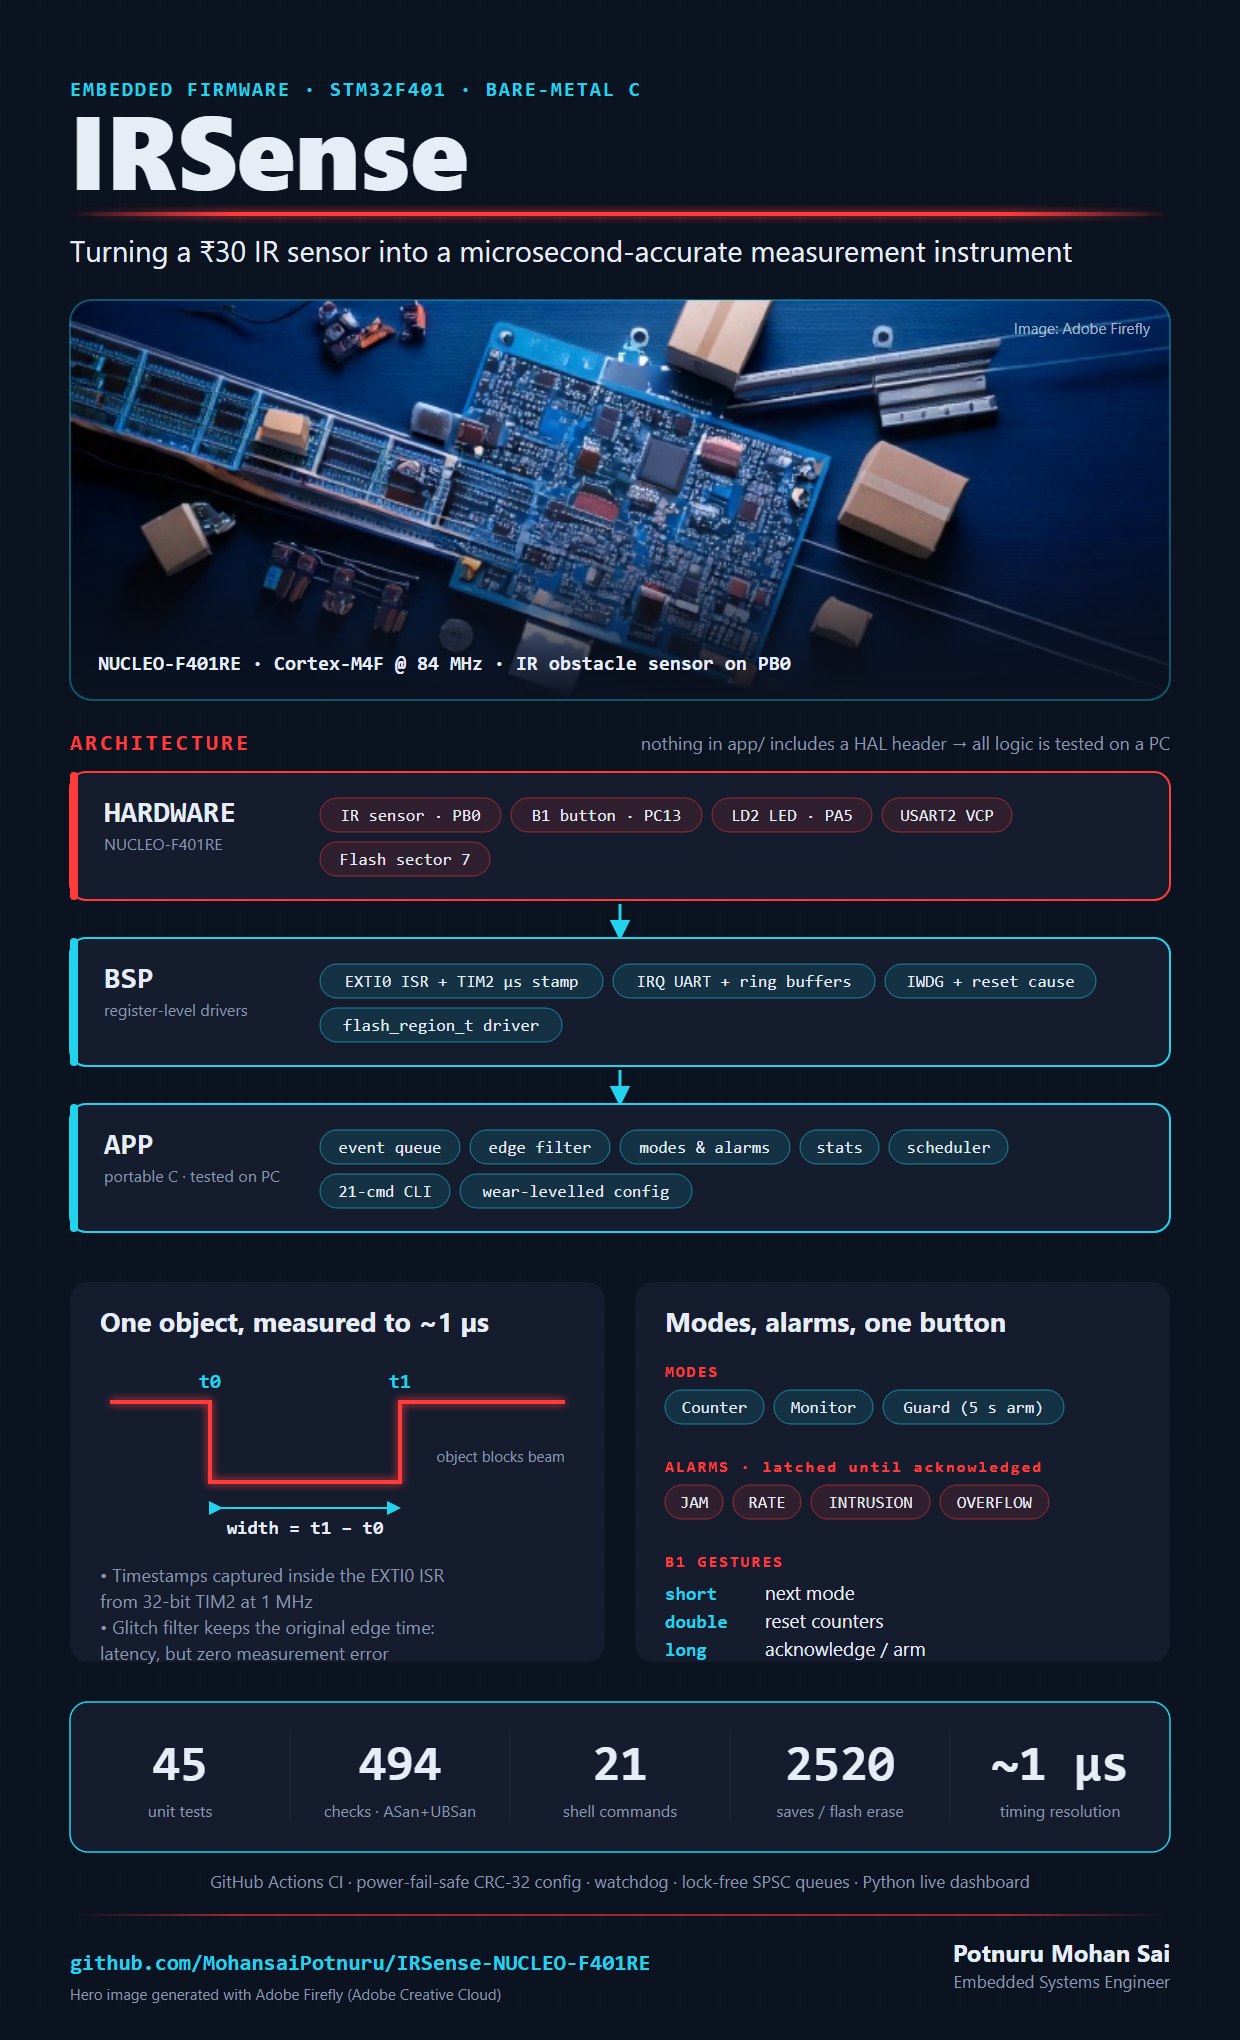 EMBEDDED FIRMWARE · STM32F401 · BARE-METAL C
IRSense
Turning a ₹30 IR sensor into a microsecond-accurate measurement instrument
Image: Adobe Firefly
NUCLEO-F401RE · Cortex-M4F @ 84 MHz · IR obstacle sensor on PB0
ARCHITECTURE
nothing in app/ includes a HAL header → all logic is tested on a PC
HARDWARE
NUCLEO-F401RE
IR sensor · PB0
B1 button · PC13
LD2 LED · PA5
USART2 VCP
Flash sector 7
BSP
register-level drivers
EXTI0 ISR + TIM2 µs stamp
IRQ UART + ring buffers
IWDG + reset cause
flash_region_t driver
APP
portable C · tested on PC
event queue
edge filter
modes & alarms
stats
scheduler
21-cmd CLI
wear-levelled config
One object, measured to ~1 µs
t0
t1
object blocks beam
width = t1 − t0
• Timestamps captured inside the EXTI0 ISR
from 32-bit TIM2 at 1 MHz
• Glitch filter keeps the original edge time:
latency, but zero measurement error
Modes, alarms, one button
MODES
Counter
Monitor
Guard (5 s arm)
ALARMS · latched until acknowledged
JAM
RATE
INTRUSION
OVERFLOW
B1 GESTURES
short next mode
double reset counters
long acknowledge / arm
45
unit tests
494
checks · ASan+UBSan
21
shell commands
2520
saves / flash erase
~1 µs
timing resolution
GitHub Actions CI · power-fail-safe CRC-32 config · watchdog · lock-free SPSC queues · Python live dashboard
github.com/MohansaiPotnuru/IRSense-NUCLEO-F401RE
Hero image generated with Adobe Firefly (Adobe Creative Cloud)
Potnuru Mohan Sai
Embedded Systems Engineer